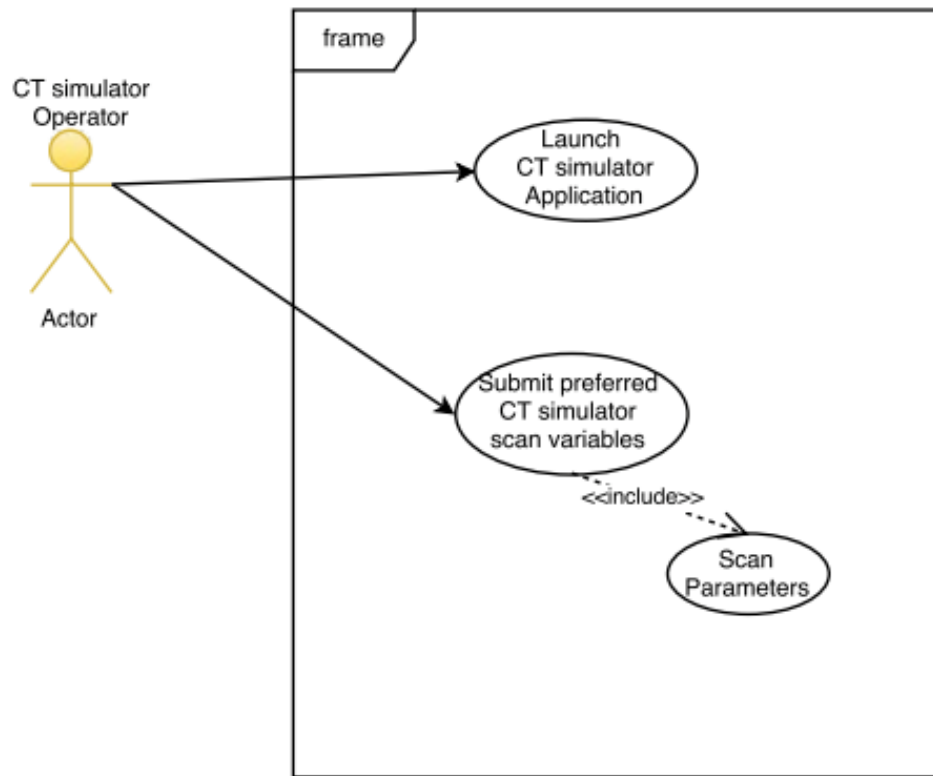 frame
CT simulator
Operator
Launch
CT simulator
Application
Actor
Submit preferred
CT simulator
scan variables
<<include>>
Scan
Parameters